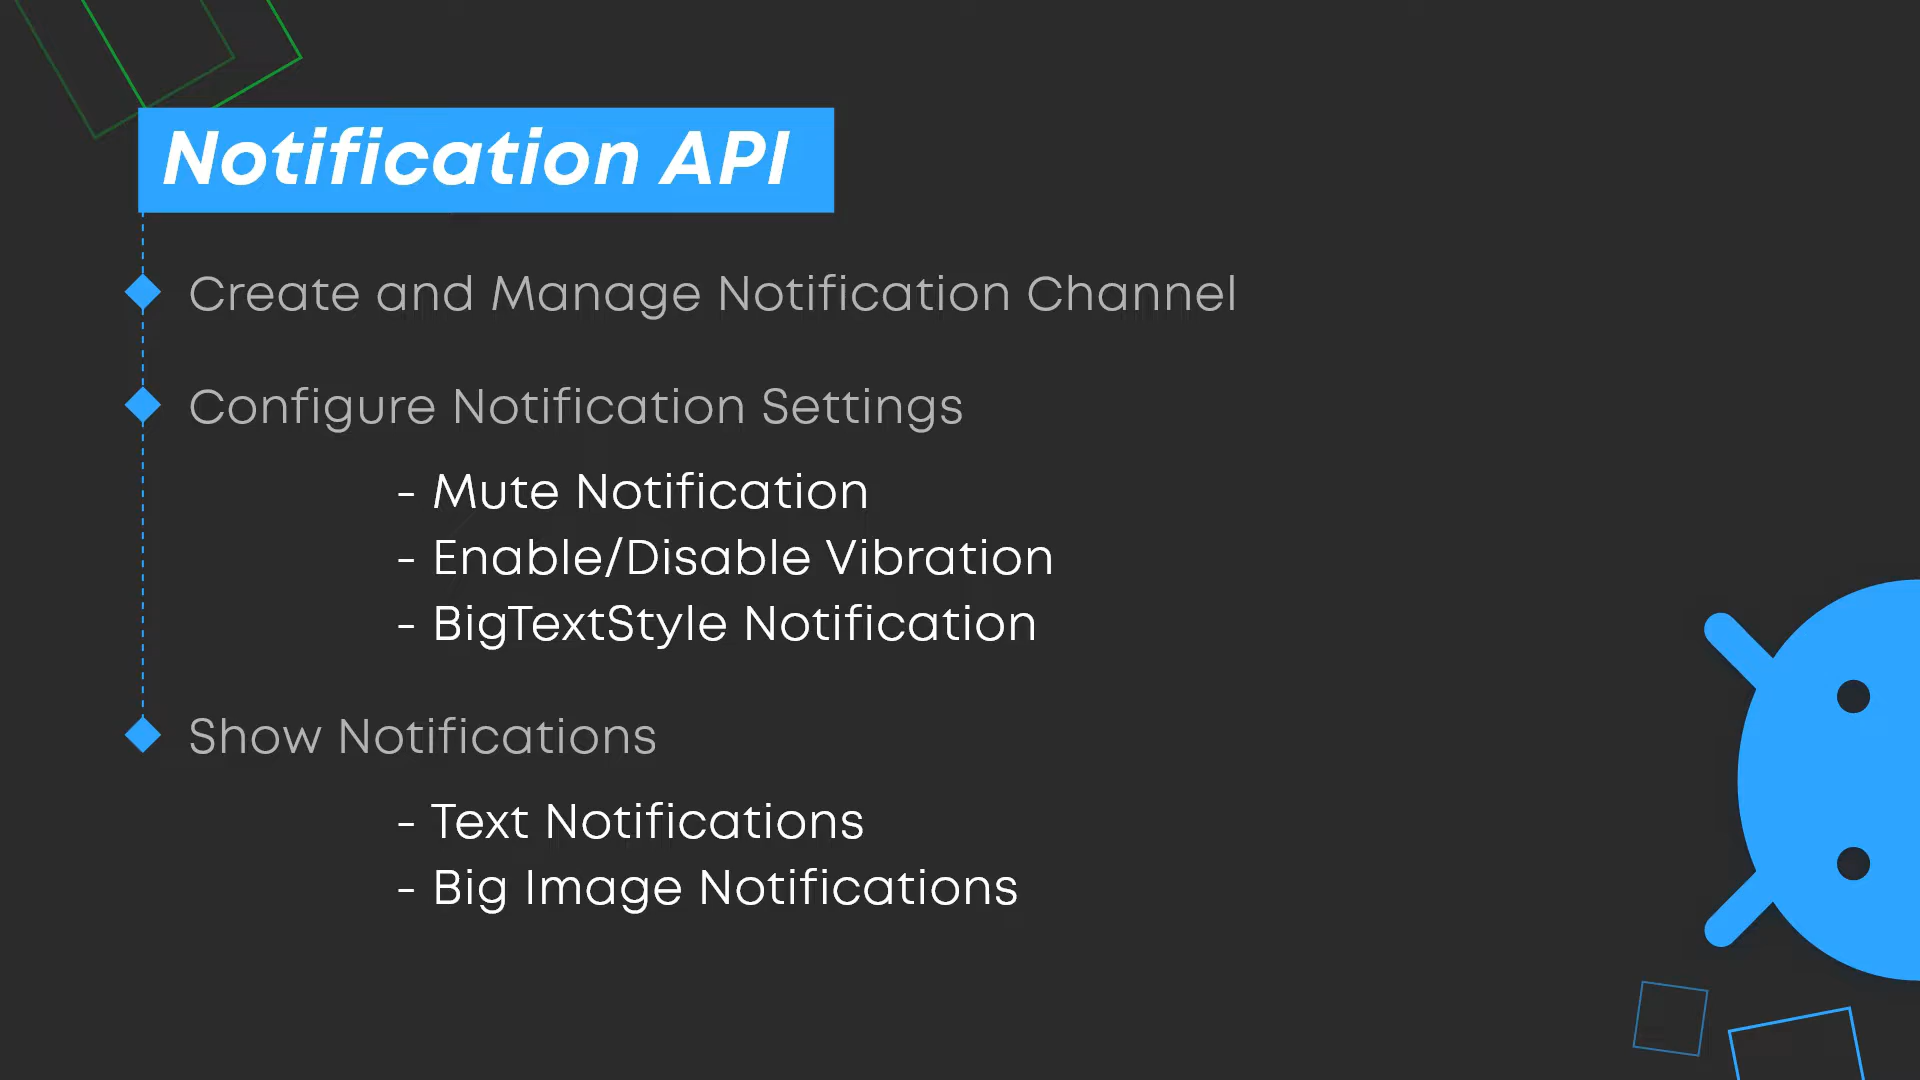 Notification API
Create and Manage Notification Channel
Configure Notification Settings
- Mute Notification
- Enable/Disable Vibration
- BigTextStyle Notification
Show Notifications
- Text Notifications
- Big Image Notifications